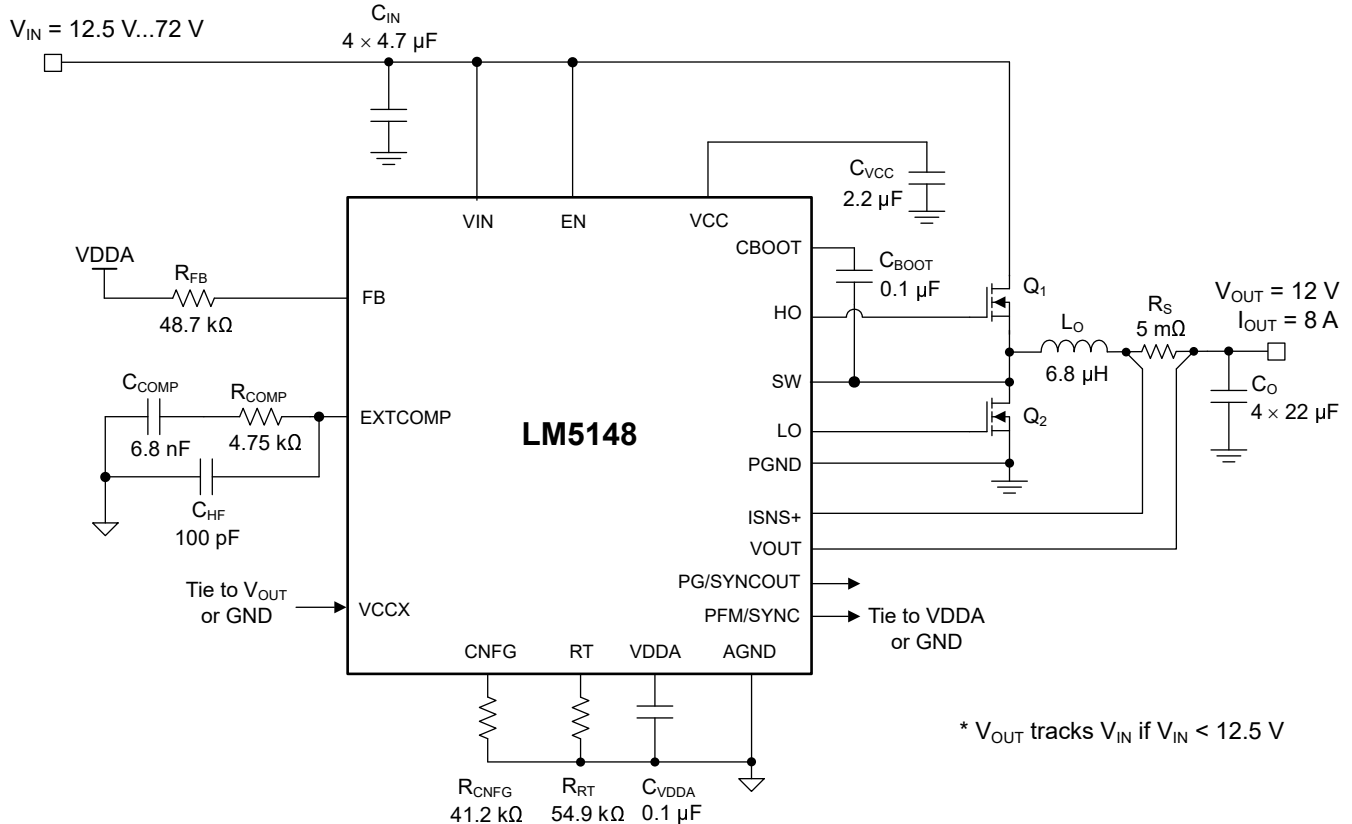 V_IN = 12.5 V...72 V
C_IN
4 × 4.7 µF
C_VCC
2.2 µF
VIN
EN
VCC
CBOOT
C_BOOT
0.1 µF
VDDA
R_FB
48.7 kΩ
FB
HO
Q_1
V_OUT = 12 V
I_OUT = 8 A
L_O
6.8 µH
R_S
5 mΩ
SW
C_O
4 × 22 µF
C_COMP
6.8 nF
R_COMP
4.75 kΩ
EXTCOMP
LM5148
LO
Q_2
PGND
C_HF
100 pF
ISNS+
VOUT
Tie to V_OUT
or GND
VCCX
PG/SYNCOUT
PFM/SYNC
Tie to VDDA
or GND
CNFG
RT
VDDA
AGND
* V_OUT tracks V_IN if V_IN < 12.5 V
R_CNFG
41.2 kΩ
R_RT
54.9 kΩ
C_VDDA
0.1 µF